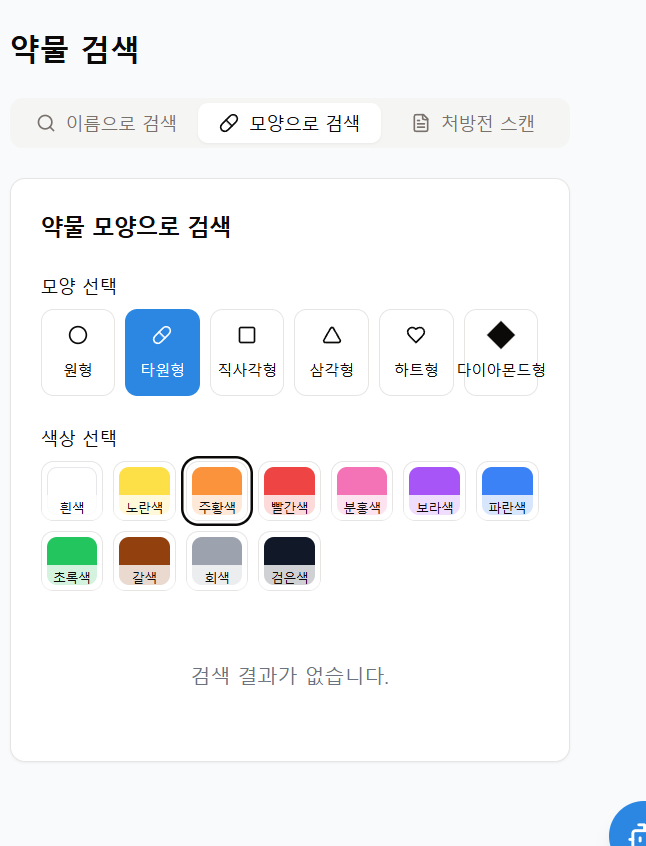 약물 검색
이름으로 검색 모양으로 검색 처방전 스캔
약물 모양으로 검색
모양 선택
원형 타원형 직사각형 삼각형 하트형 다이아몬드형
색상 선택
흰색 노란색 주황색 빨간색 분홍색 보라색 파란색
초록색 갈색 회색 검은색
검색 결과가 없습니다.